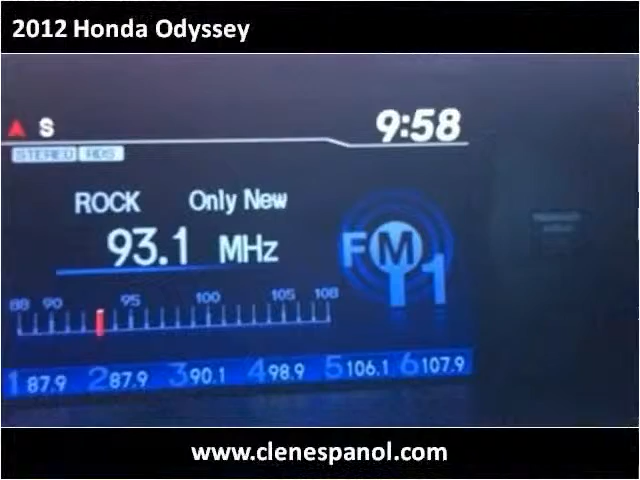 2012 Honda Odyssey
S 9:58
STEREO RDS
ROCK Only New
93.1 MHz
FM1
88 90 95 100 105 108
1 87.9 2 87.9 3 90.1 4 98.9 5 106.1 6 107.9
www.clenespanol.com